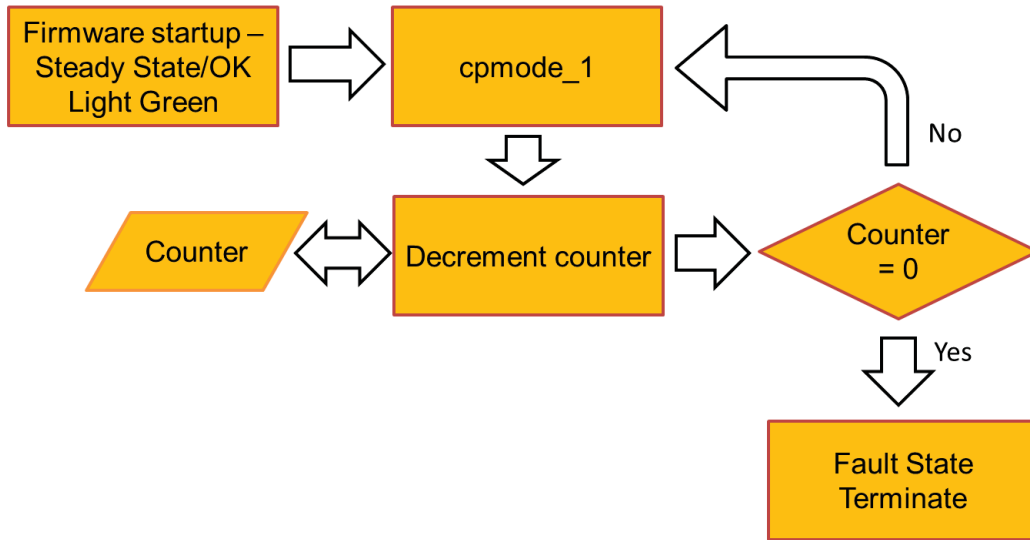 Firmware startup –
Steady State/OK
Light Green
cpmode_1
No
Counter
Decrement counter
Counter
= 0
Yes
Fault State
Terminate